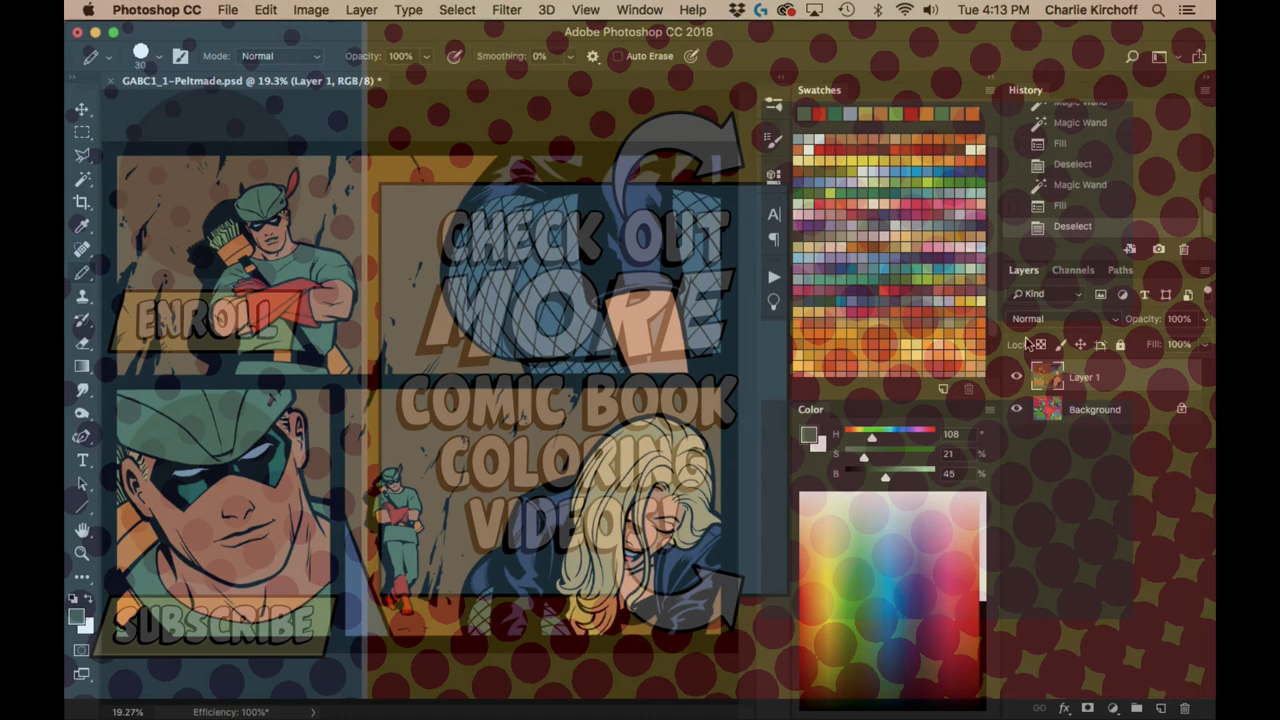 Photoshop CC File Edit Image Layer Type Select Filter 3D View Window Help Tue 4:13 PM Charlie Kirchoff
Adobe Photoshop CC 2018
30 Mode: Normal Opacity: 100% Smoothing: 0% Auto Erase
GABC1_1-Peltmade.psd @ 19.3% (Layer 1, RGB/8) *
Swatches
History
Magic Wand
Magic Wand
Fill
Deselect
Magic Wand
Fill
Deselect
Layers Channels Paths
Kind
Normal Opacity: 100%
Lock: Fill: 100%
Layer 1
Background
Color
H 108 °
S 21 %
B 45 %
CHECK OUT
MORE
COMIC BOOK
COLORING
VIDEOS!
ENROLL
SUBSCRIBE
19.27% Efficiency: 100%*